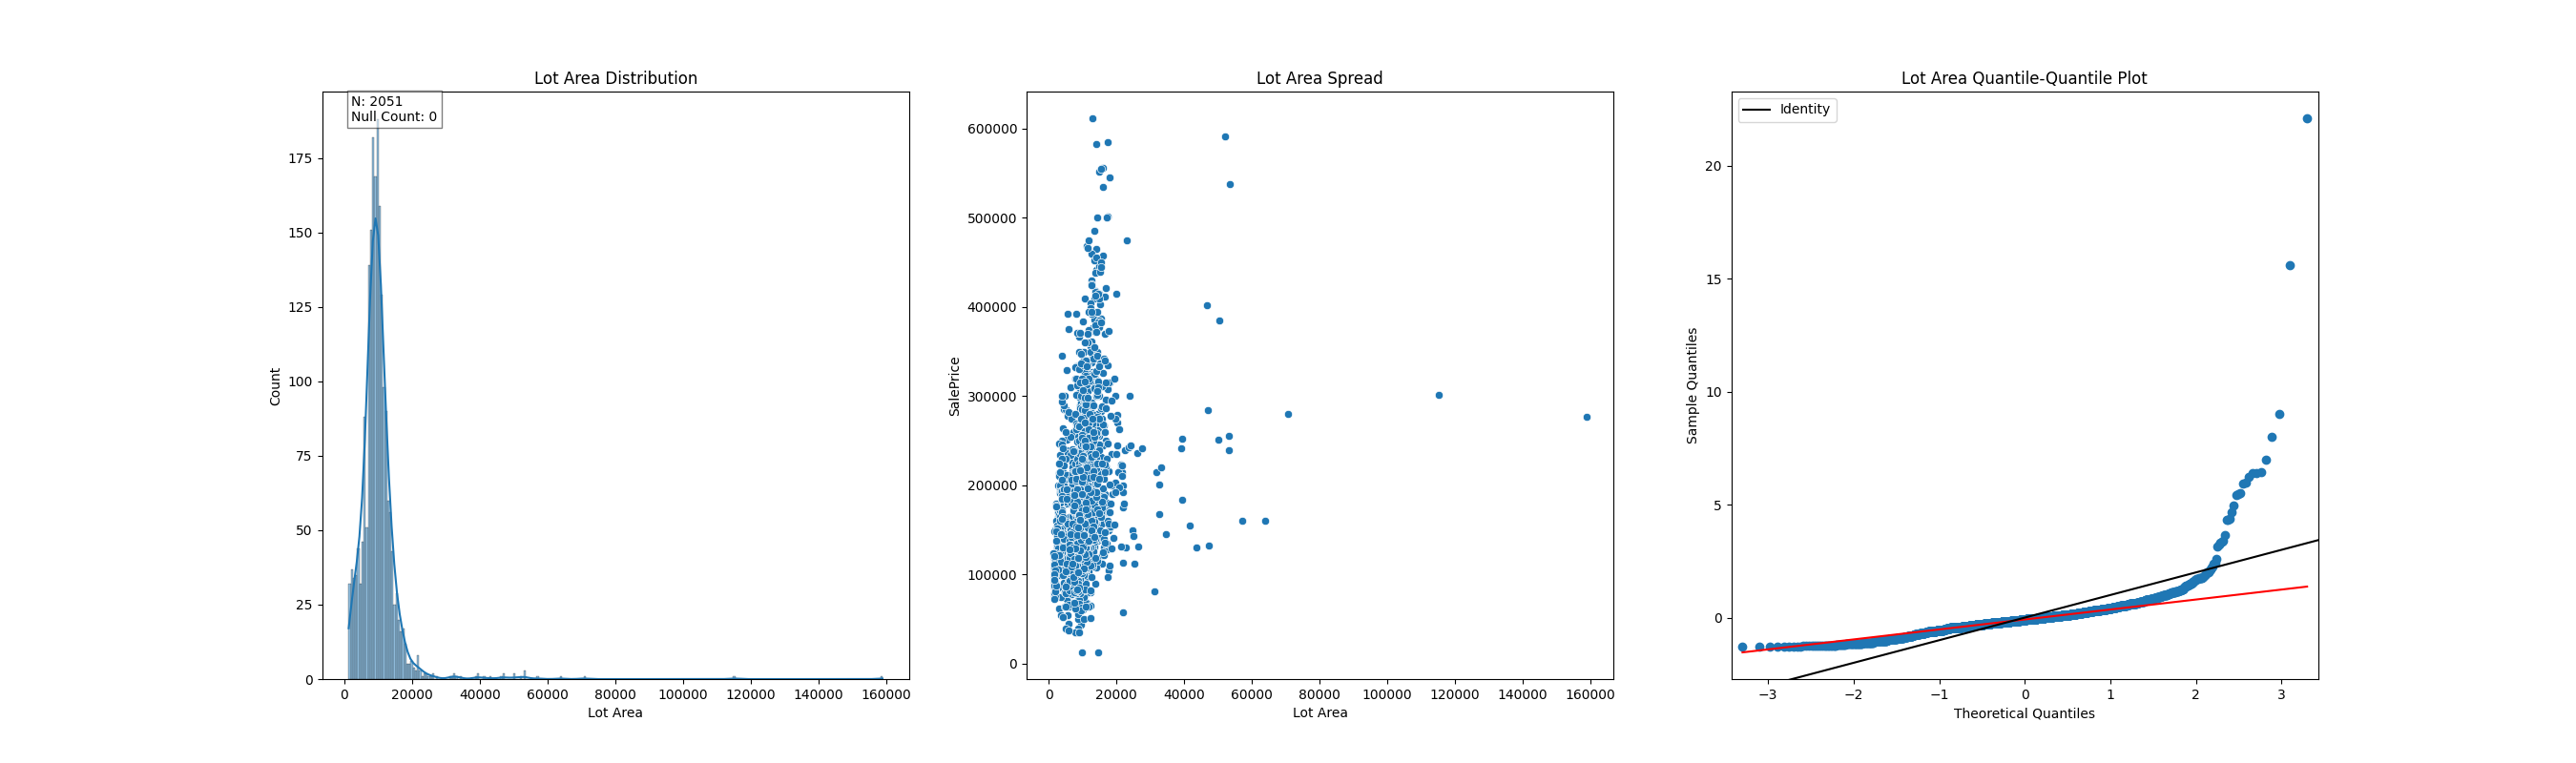 Lot Area Distribution
N: 2051
Null Count: 0
175
150
125
100
75
50
25
0
Count
0 20000 40000 60000 80000 100000 120000 140000 160000
Lot Area
Lot Area Spread
600000
500000
400000
300000
200000
100000
0
SalePrice
0 20000 40000 60000 80000 100000 120000 140000 160000
Lot Area
Lot Area Quantile-Quantile Plot
Identity
20
15
10
5
0
Sample Quantiles
−3 −2 −1 0 1 2 3
Theoretical Quantiles